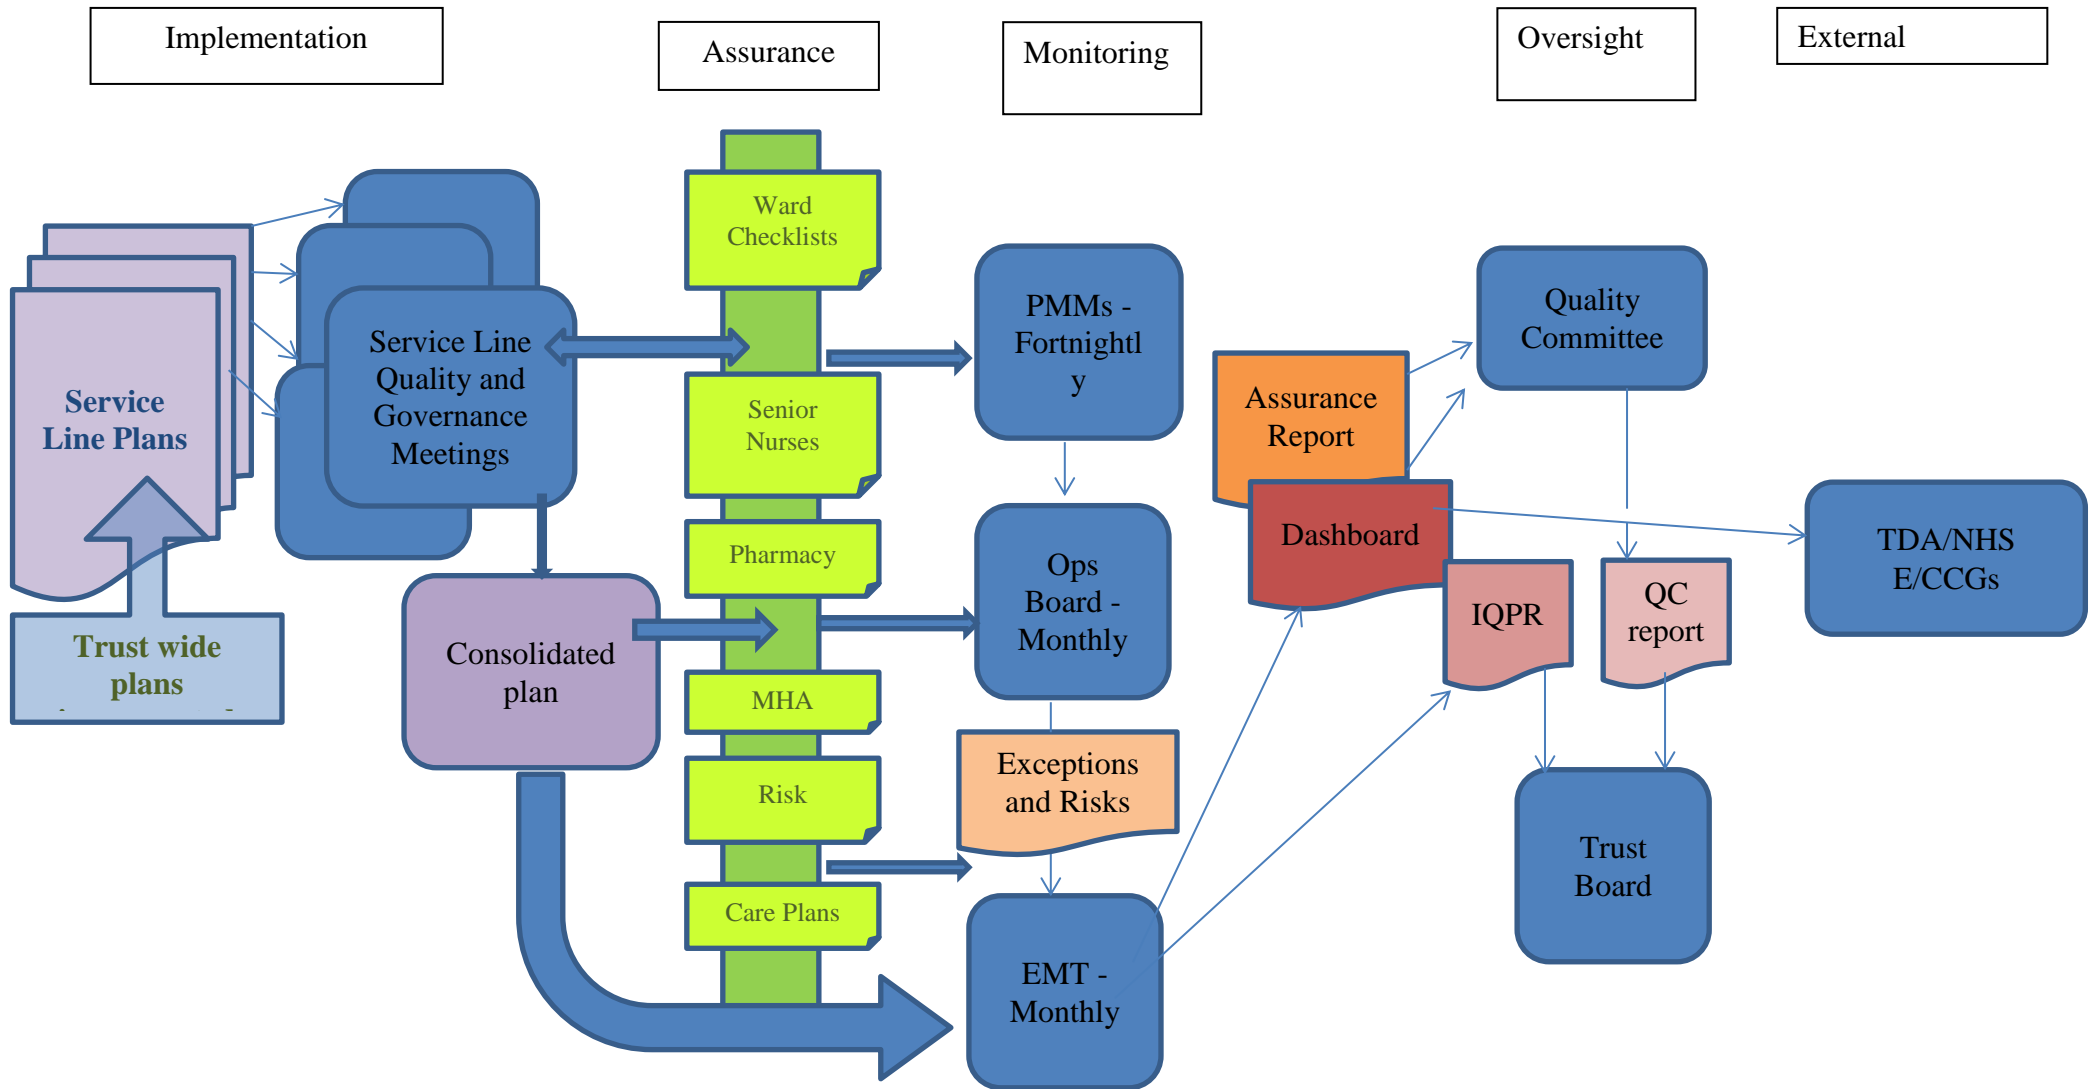 Implementation
Assurance
Monitoring
Oversight
External
Service
Line Plans
Trust wide
plans
Service Line
Quality and
Governance
Meetings
Consolidated
plan
Ward
Checklists
Senior
Nurses
Pharmacy
MHA
Risk
Care Plans
PMMs -
Fortnightl
y
Ops
Board -
Monthly
Exceptions
and Risks
EMT -
Monthly
Assurance
Report
Dashboard
IQPR
Quality
Committee
QC
report
Trust
Board
TDA/NHS
E/CCGs